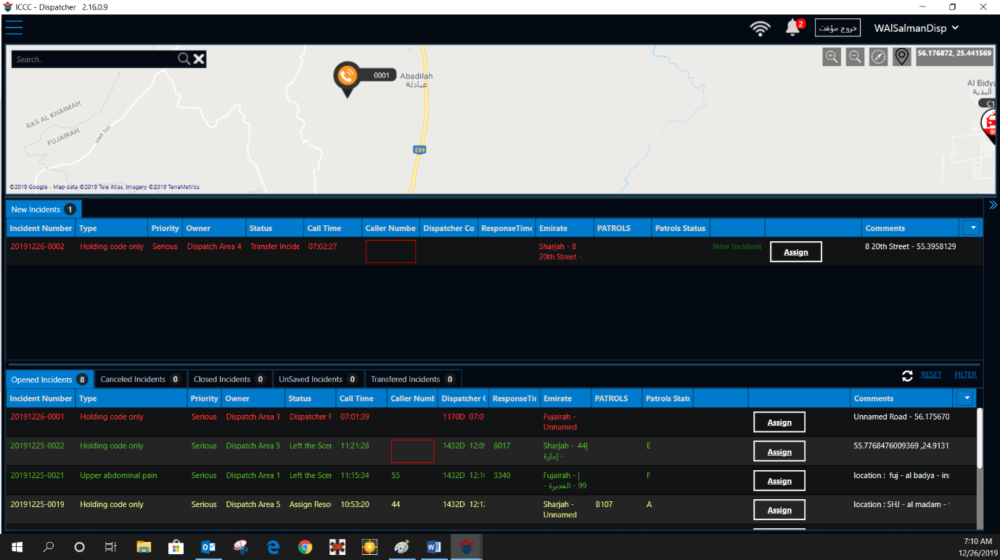 ICCC - Dispatcher 2.16.0.9
2 خروج مؤقت WAlSalmanDisp
Search..
56.176872, 25.441569
0001
Abadilah
عبادلة
Al Bidya
البدية
C1
RAS AL KHAIMAH
FUJAIRAH
Wadi Sidr
E89
©2019 Google - Map data ©2019 Tele Atlas, Imagery ©2019 TerraMetrics
New Incidents 1
Incident Number Type Priority Owner Status Call Time Caller Numbe Dispatcher Co ResponseTime Emirate PATROLS Patrols Status Comments
20191226-0002 Holding code only Serious Dispatch Area 4 Transfer Incide 07:02:27 Sharjah - 8 New Incident Assign 8 20th Street - 55.3958129
20th Street -
Opened Incidents 8 Canceled Incidents 0 Closed Incidents 0 UnSaved Incidents 0 Transfered Incidents 0 RESET FILTER
Incident Number Type Priority Owner Status Call Time Caller Numb Dispatcher C ResponseTir Emirate PATROLS Patrols Statu Comments
20191226-0001 Holding code only Serious Dispatch Area 1 Dispatcher R 07:01:39 1170D 07:0 Fujairah - Assign Unnamed Road - 56.175670
Unnamed
20191225-0022 Holding code only Serious Dispatch Area 5 Left the Scer 11:21:28 1432D 12:09 6017 Sharjah - 44إ E Assign 55.7768476009369 ,24.9131
إمارة -
20191225-0021 Upper abdominal pain Serious Dispatch Area 1 Left the Scer 11:15:34 55 1432D 12:10 3340 Fujairah - إ F Assign location : fuj - al badya - ins
99 - الفجيرة -
20191225-0019 Holding code only Serious Dispatch Area 5 Assign Reso 10:53:20 44 1432D 12:12 Sharjah - B107 A Assign location : SHJ - al madam -
Unnamed
7:10 AM
12/26/2019